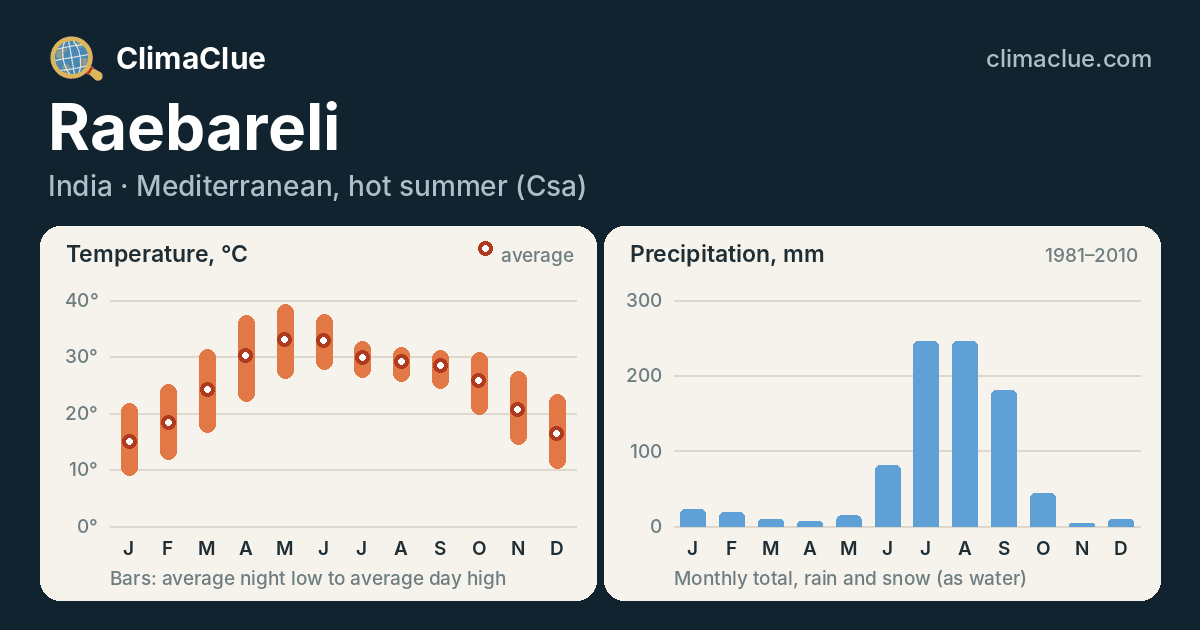 ClimaClue
climaclue.com
Raebareli
India · Mediterranean, hot summer (Csa)
Temperature, °C
average
40°
30°
20°
10°
0°
J F M A M J J A S O N D
Bars: average night low to average day high
Precipitation, mm
1981–2010
300
200
100
0
J F M A M J J A S O N D
Monthly total, rain and snow (as water)